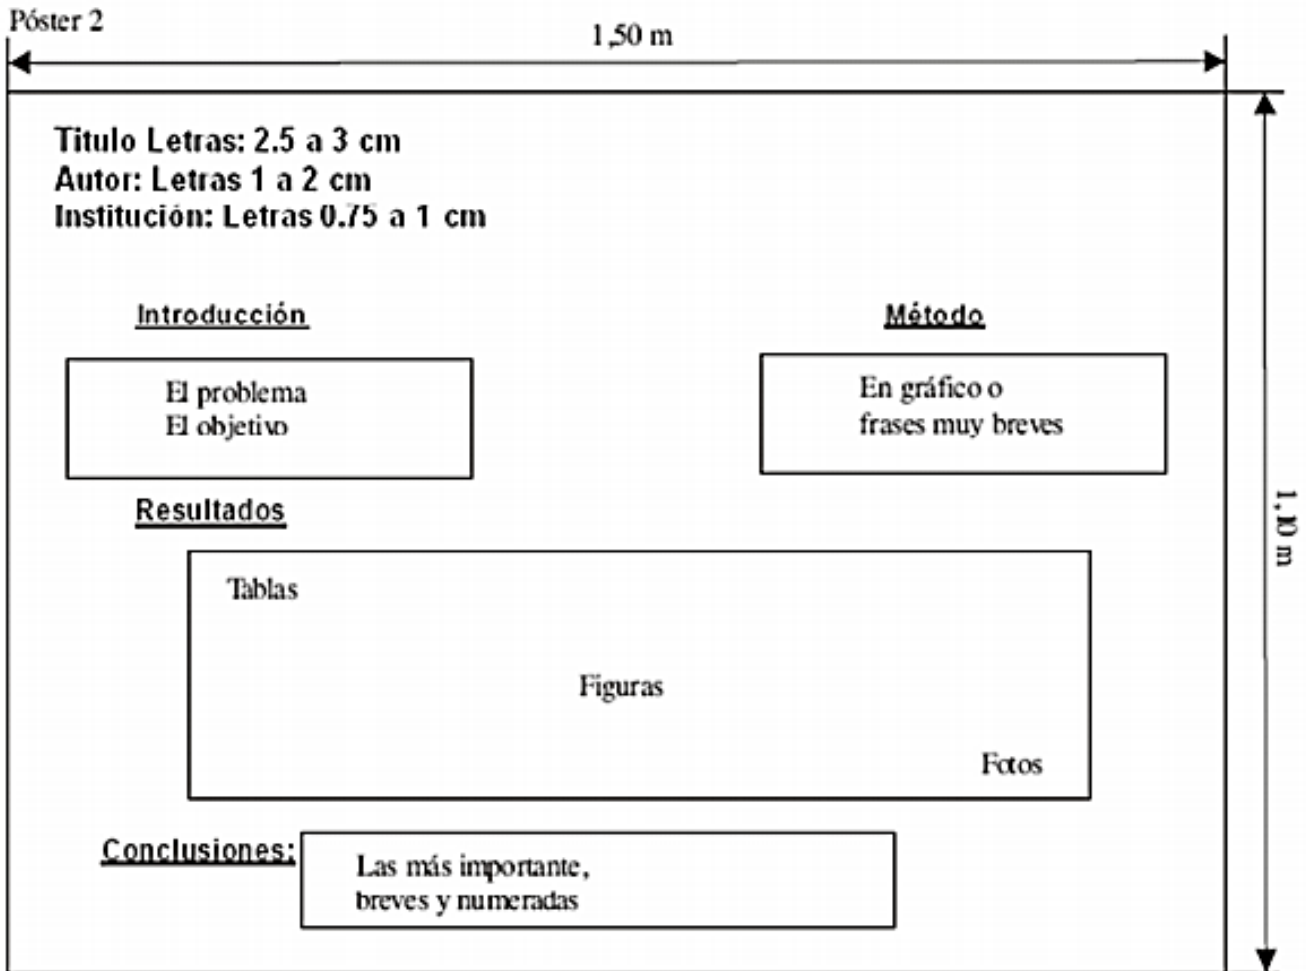 Póster 2
1,50 m
Titulo Letras: 2.5 a 3 cm
Autor: Letras 1 a 2 cm
Institución: Letras 0.75 a 1 cm
Introducción
Método
El problema
El objetivo
En gráfico o
frases muy breves
1,10 m
Resultados
Tablas
Figuras
Fotos
Conclusiones:
Las más importante,
breves y numeradas